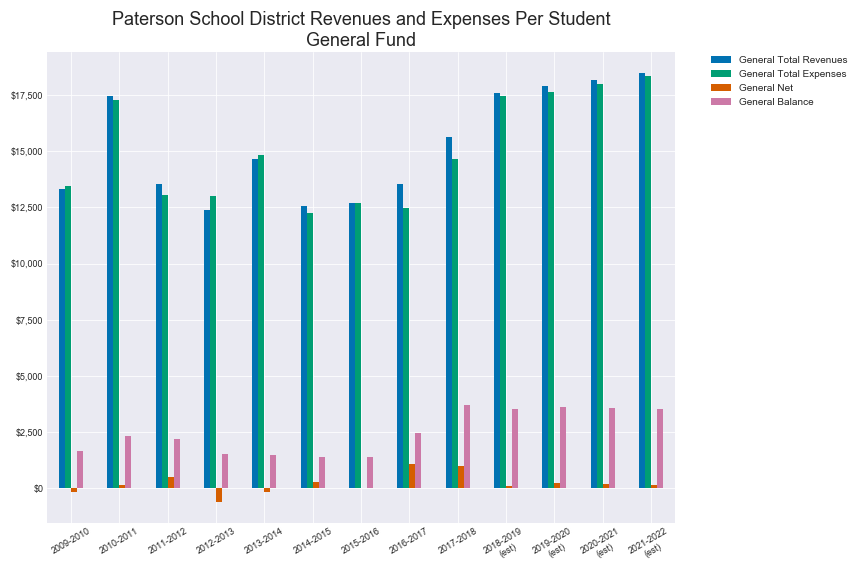 Paterson School District Revenues and Expenses Per Student
General Fund
General Total Revenues
General Total Expenses
General Net
General Balance
$17,500
$15,000
$12,500
$10,000
$7,500
$5,000
$2,500
$0
2009-2010
2010-2011
2011-2012
2012-2013
2013-2014
2014-2015
2015-2016
2016-2017
2017-2018
2018-2019
(est)
2019-2020
(est)
2020-2021
(est)
2021-2022
(est)